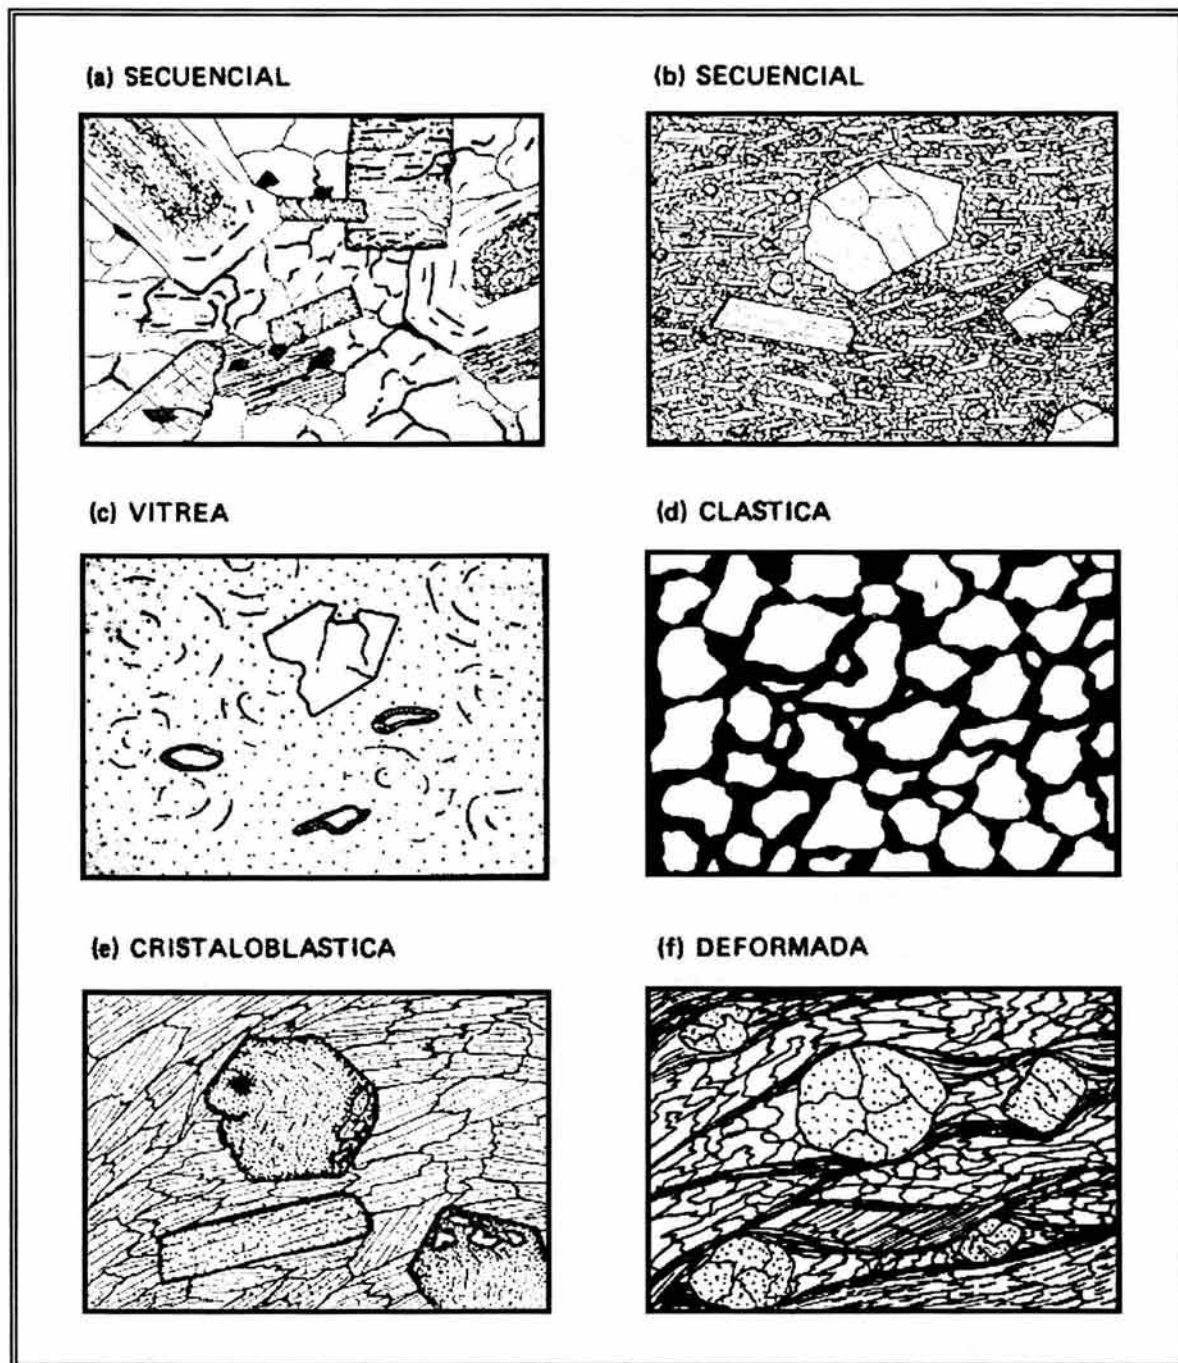 (a) SECUENCIAL
(b) SECUENCIAL
(c) VITREA
(d) CLASTICA
(e) CRISTALOBLASTICA
(f) DEFORMADA